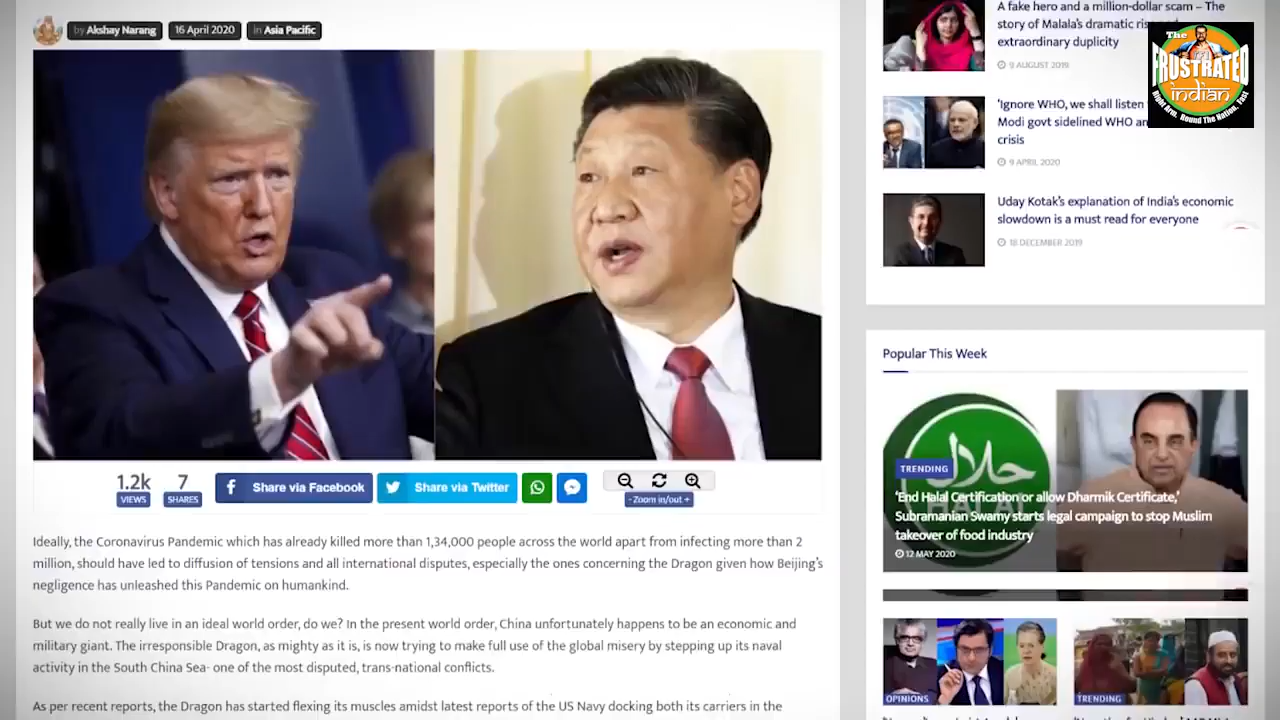 by Akshay Narang 16 April 2020 in Asia Pacific
1.2k
VIEWS
7
SHARES
Share via Facebook
Share via Twitter
- Zoom in/out +
Ideally, the Coronavirus Pandemic which has already killed more than 1,34,000 people across the world apart from infecting more than 2
million, should have led to diffusion of tensions and all international disputes, especially the ones concerning the Dragon given how Beijing's
negligence has unleashed this Pandemic on humankind.
But we do not really live in an ideal world order, do we? In the present world order, China unfortunately happens to be an economic and
military giant. The irresponsible Dragon, as mighty as it is, is now trying to make full use of the global misery by stepping up its naval
activity in the South China Sea- one of the most disputed, trans-national conflicts.
As per recent reports, the Dragon has started flexing its muscles amidst latest reports of the US Navy docking both its carriers in the
A fake hero and a million-dollar scam – The
story of Malala's dramatic and
extraordinary duplicity
9 AUGUST 2019
'Ignore WHO, we shall listen
Modi govt sidelined WHO
crisis
9 APRIL 2020
Uday Kotak's explanation of India's economic
slowdown is a must read for everyone
18 DECEMBER 2019
The
FRUSTRATED
indian
Right Arm. Round The Nation. Fast
Popular This Week
حلال
HALAL
TRENDING
'End Halal Certification or allow Dharmik Certificate,'
Subramanian Swamy starts legal campaign to stop Muslim
takeover of food industry
12 MAY 2020
OPINIONS
TRENDING